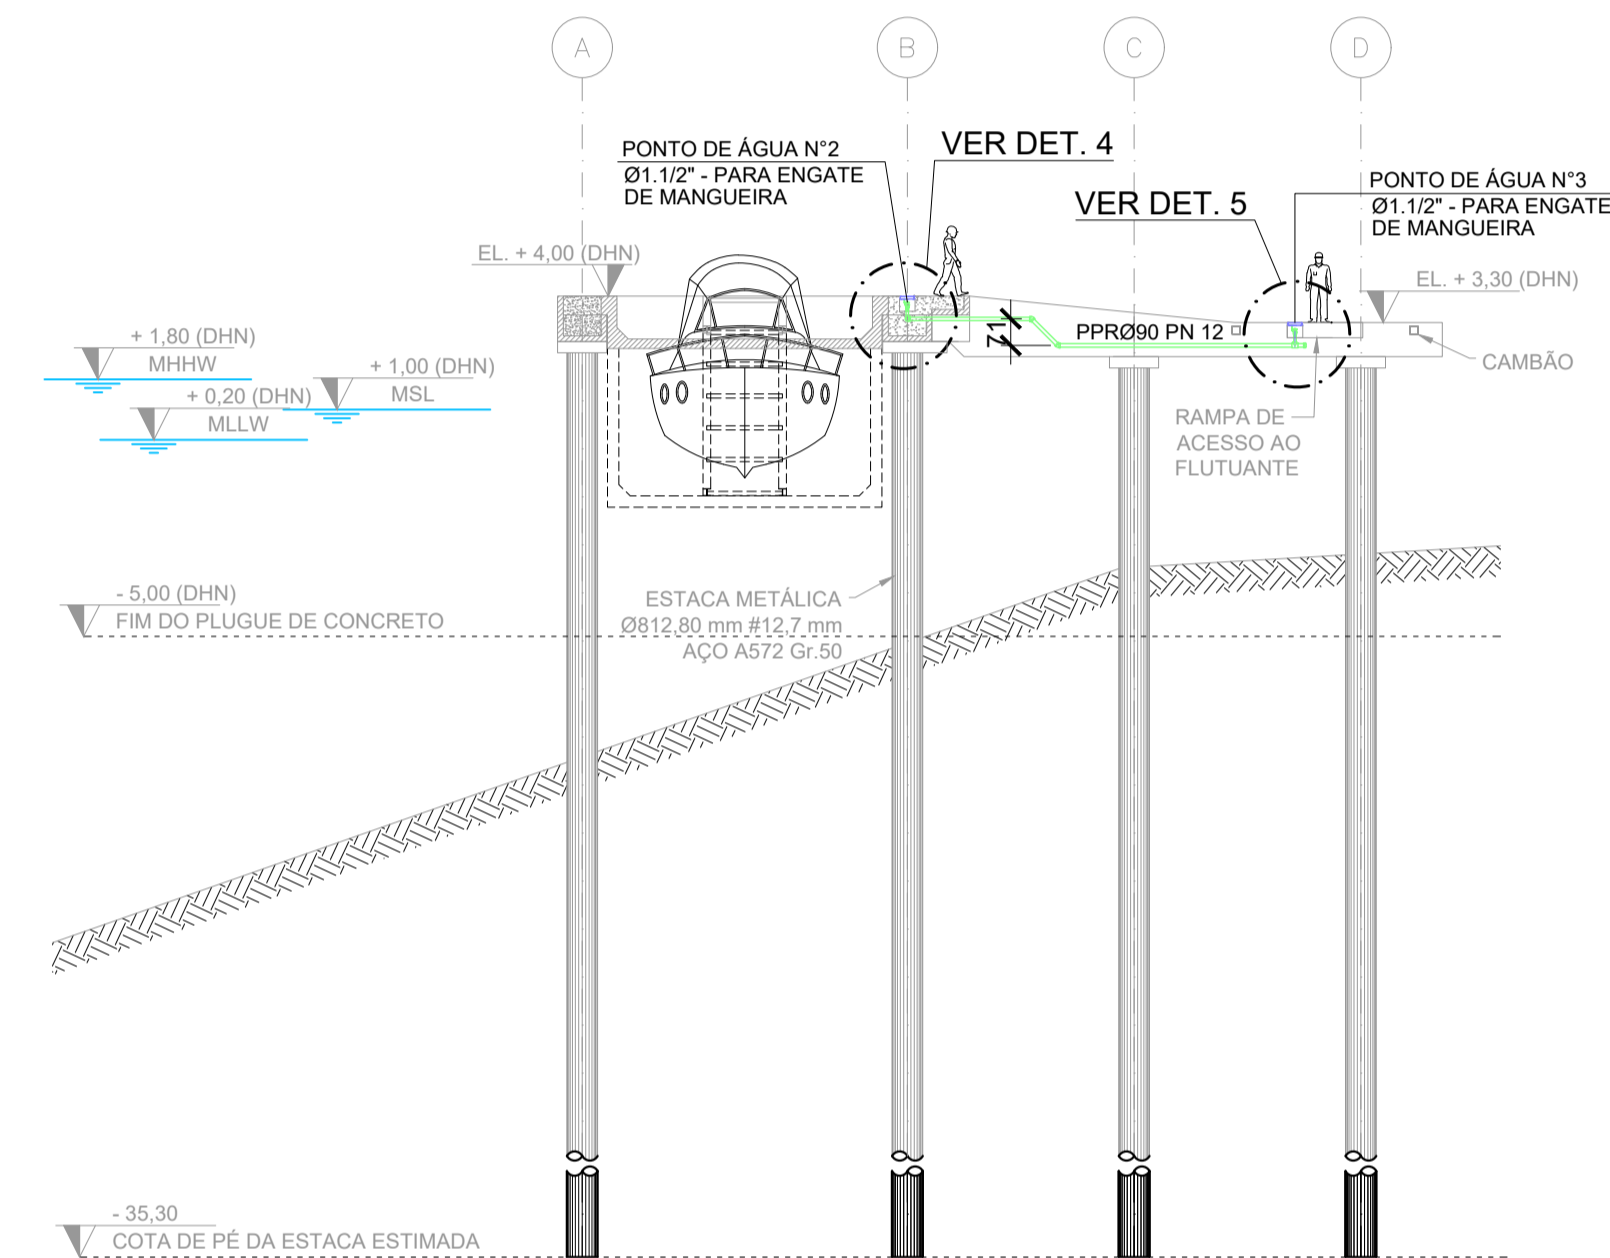 A
B
C
D
PONTO DE ÁGUA N°2
Ø1.1/2" - PARA ENGATE
DE MANGUEIRA
VER DET. 4
VER DET. 5
PONTO DE ÁGUA N°3
Ø1.1/2" - PARA ENGATE
DE MANGUEIRA
EL. + 4,00 (DHN)
EL. + 3,30 (DHN)
+ 1,80 (DHN)
MHHW
+ 1,00 (DHN)
MSL
+ 0,20 (DHN)
MLLW
71
PPRØ90 PN 12
CAMBÃO
RAMPA DE
ACESSO AO
FLUTUANTE
- 5,00 (DHN)
FIM DO PLUGUE DE CONCRETO
ESTACA METÁLICA
Ø812,80 mm #12,7 mm
AÇO A572 Gr.50
- 35,30
COTA DE PÉ DA ESTACA ESTIMADA